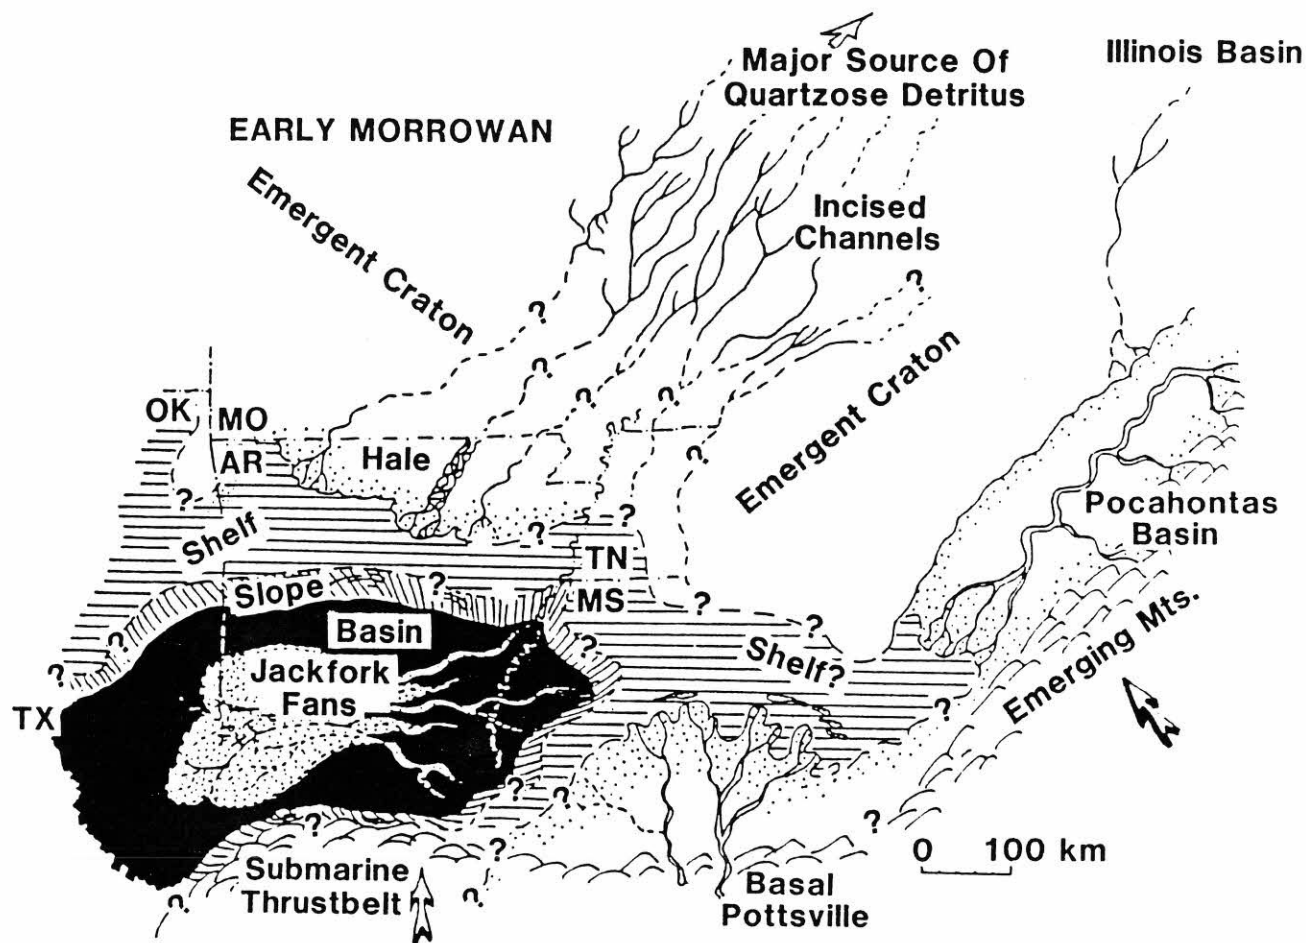 Major Source Of
Quartzose Detritus
Illinois Basin
EARLY MORROWAN
Emergent Craton
Incised
Channels
?
?
?
?
?
?
Emergent Craton
OK
MO
AR
Hale
?
?
?
Shelf
TN
MS
Pocahontas
Basin
Slope
?
?
?
?
?
?
Basin
Shelf?
Emerging Mts.
Jackfork
Fans
TX
?
?
?
?
?
?
0 100 km
Submarine
Thrustbelt
?
?
Basal
Pottsville